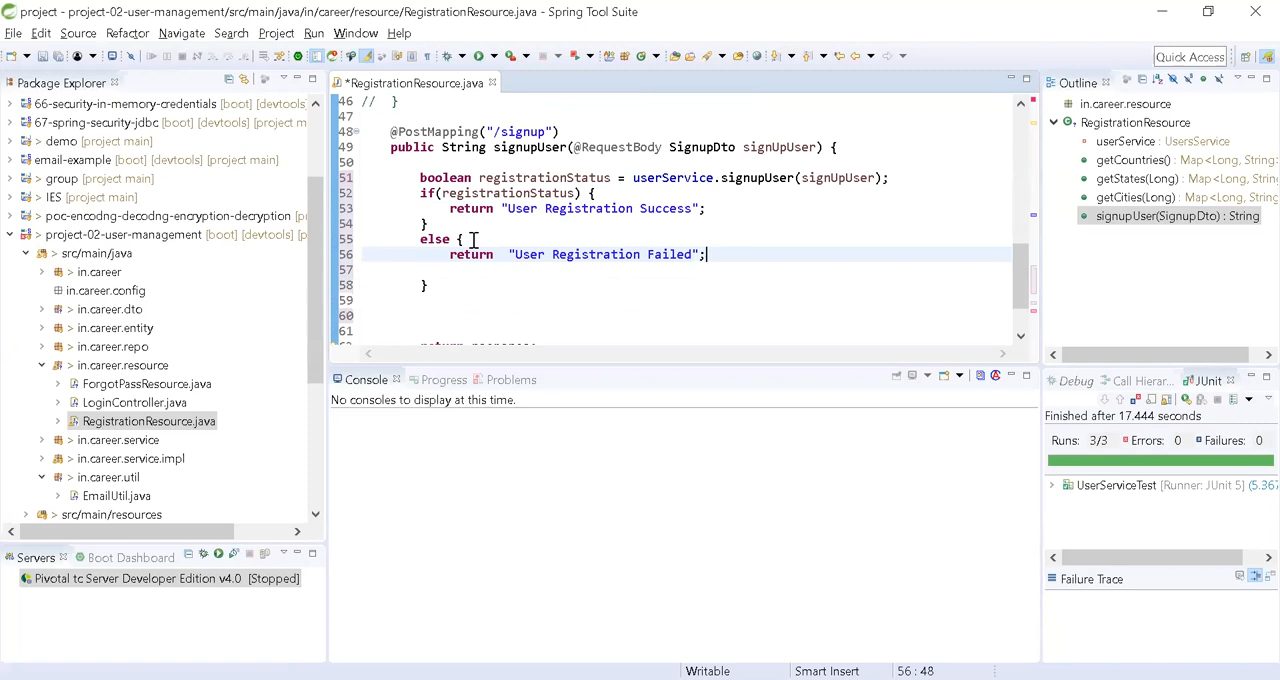 project - project-02-user-management/src/main/java/in/career/resource/RegistrationResource.java - Spring Tool Suite
File Edit Source Refactor Navigate Search Project Run Window Help
Quick Access
Package Explorer
66-security-in-memory-credentials [boot] [devtools]
67-spring-security-jdbc [boot] [devtools] [project m
demo [project main]
email-example [boot] [devtools] [project main]
group [project main]
IES [project main]
poc-encodng-decodng-encryption-decryption [proj
> project-02-user-management [boot] [devtools] [pro
> src/main/java
> in.career
in.career.config
> in.career.dto
> in.career.entity
> in.career.repo
> in.career.resource
> ForgotPassResource.java
> LoginController.java
> RegistrationResource.java
> in.career.service
> in.career.service.impl
> in.career.util
> EmailUtil.java
> src/main/resources
Servers Boot Dashboard
Pivotal tc Server Developer Edition v4.0 [Stopped]
*RegistrationResource.java
46 // }
47
48 @PostMapping("/signup")
49 public String signupUser(@RequestBody SignupDto signUpUser) {
50
51 boolean registrationStatus = userService.signupUser(signUpUser);
52 if(registrationStatus) {
53 return "User Registration Success";
54 }
55 else {
56 return "User Registration Failed";
57
58 }
59
60
61
Console Progress Problems
No consoles to display at this time.
Outline
in.career.resource
RegistrationResource
userService : UsersService
getCountries() : Map<Long, String>
getStates(Long) : Map<Long, String>
getCities(Long) : Map<Long, String>
signupUser(SignupDto) : String
Debug Call Hierar... JUnit
Finished after 17.444 seconds
Runs: 3/3 Errors: 0 Failures: 0
UserServiceTest [Runner: JUnit 5] (5.367
Failure Trace
Writable Smart Insert 56 : 48